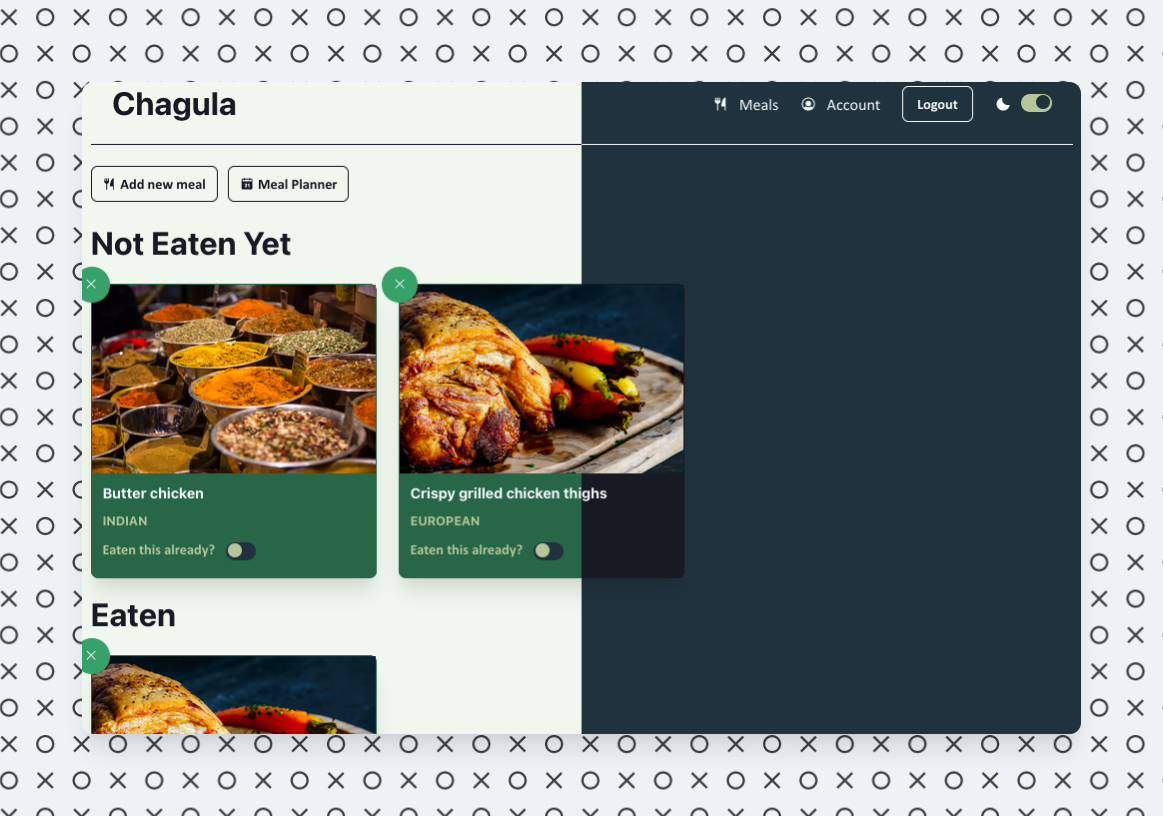 Chagula
Meals Account Logout
Add new meal Meal Planner
Not Eaten Yet
Butter chicken
INDIAN
Eaten this already?
Crispy grilled chicken thighs
EUROPEAN
Eaten this already?
Eaten